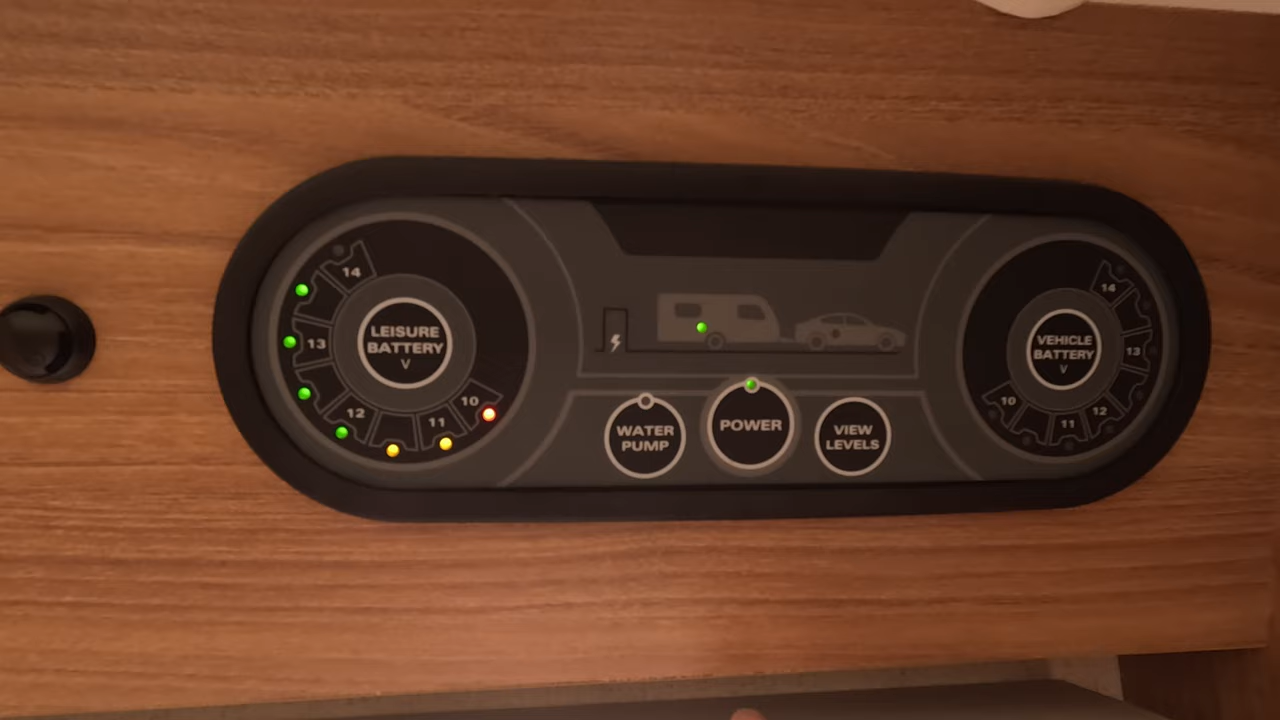 14
13
12
11
10
LEISURE
BATTERY
V
WATER
PUMP
POWER
VIEW
LEVELS
14
13
12
11
10
VEHICLE
BATTERY
V